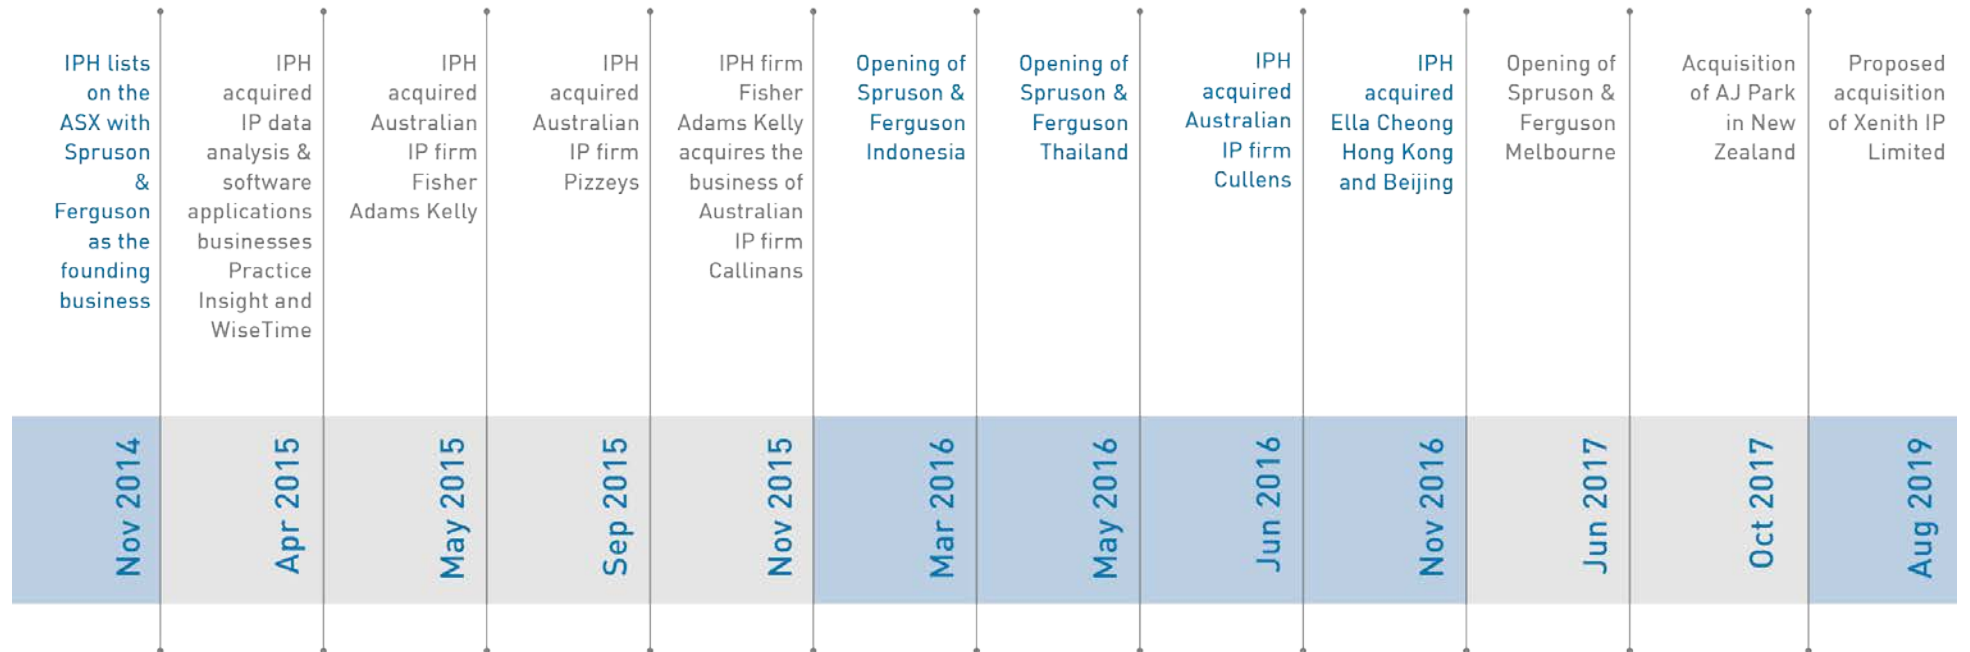 IPH lists
on the
ASX with
Spruson
&
Ferguson
as the
founding
business
IPH
acquired
IP data
analysis &
software
applications
businesses
Practice
Insight and
WiseTime
IPH
acquired
Australian
IP firm
Fisher
Adams Kelly
IPH
acquired
Australian
IP firm
Pizzeys
IPH firm
Fisher
Adams Kelly
acquires the
business of
Australian
IP firm
Callinans
Opening of
Spruson &
Ferguson
Indonesia
Opening of
Spruson &
Ferguson
Thailand
IPH
acquired
Australian
IP firm
Cullens
IPH
acquired
Ella Cheong
Hong Kong
and Beijing
Opening of
Spruson &
Ferguson
Melbourne
Acquisition
of AJ Park
in New
Zealand
Proposed
acquisition
of Xenith IP
Limited
Nov 2014
Apr 2015
May 2015
Sep 2015
Nov 2015
Mar 2016
May 2016
Jun 2016
Nov 2016
Jun 2017
Oct 2017
Aug 2019